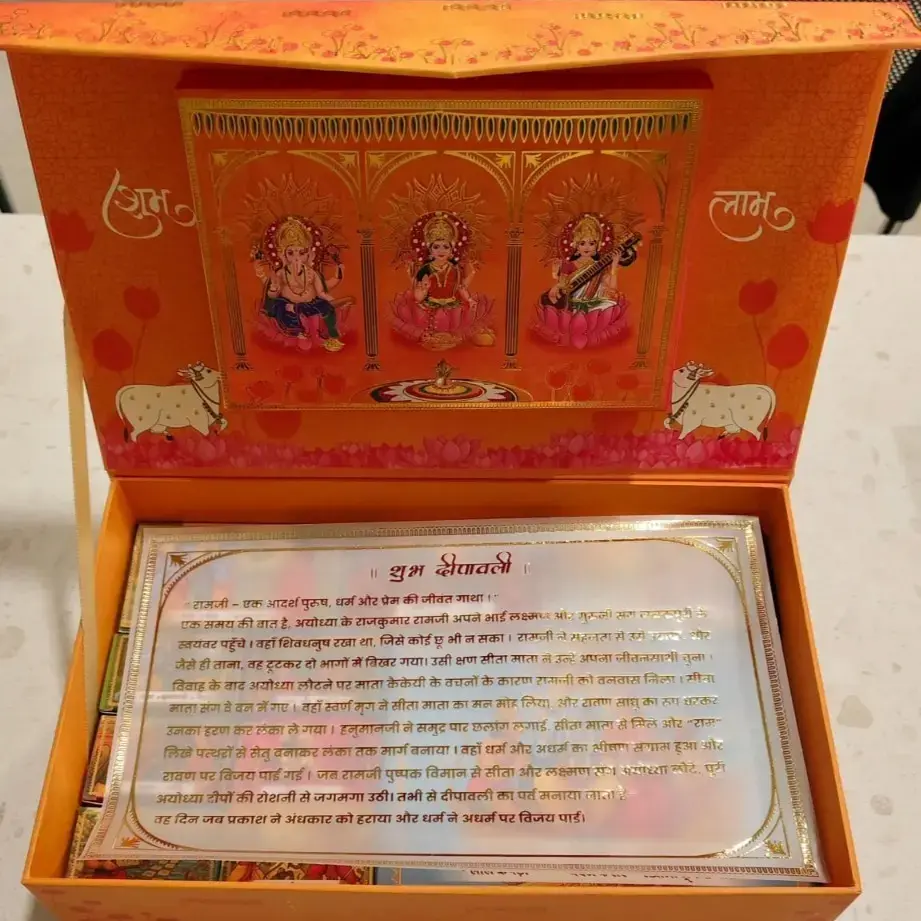 शुभ
लाभ
॥ शुभ दीपावली ॥
" रामजी – एक आदर्श पुरुष, धर्म और प्रेम की जीवंत गाथा । "
एक समय की बात है, अयोध्या के राजकुमार रामजी अपने भाई लक्ष्मण और गुरुजी संग के
स्वयंवर पहुँचे । वहाँ शिवधनुष रखा था, जिसे कोई छू भी न सका । रामजी ने सहजता से उसे उठाया और
जैसे ही ताना, वह टूटकर दो भागों में बिखर गया। उसी क्षण सीता माता ने उन्हें अपना जीवनसाथी चुना ।
विवाह के बाद अयोध्या लौटने पर माता कैकेयी के वचनों के कारण रामजी को वनवास मिला । सीता
माता संग वे वन में गए । वहाँ स्वर्ण मृग ने सीता माता का मन मोह लिया, और रावण साधु का रूप धरकर
उनका हरण कर लंका ले गया । हनुमानजी ने समुद्र पार छलांग लगाई, सीता माता से मिले और "राम"
लिखे पत्थरों से सेतु बनाकर लंका तक मार्ग बनाया । वहाँ धर्म और अधर्म का भीषण संग्राम हुआ और
रावण पर विजय पाई गई । जब रामजी पुष्पक विमान से सीता और लक्ष्मण संग अयोध्या लौटे, पूरी
अयोध्या दीपों की रोशनी से जगमगा उठी। तभी से दीपावली का पर्व मनाया जाता है
वह दिन जब प्रकाश ने अंधकार को हराया और धर्म ने अधर्म पर विजय पाई।